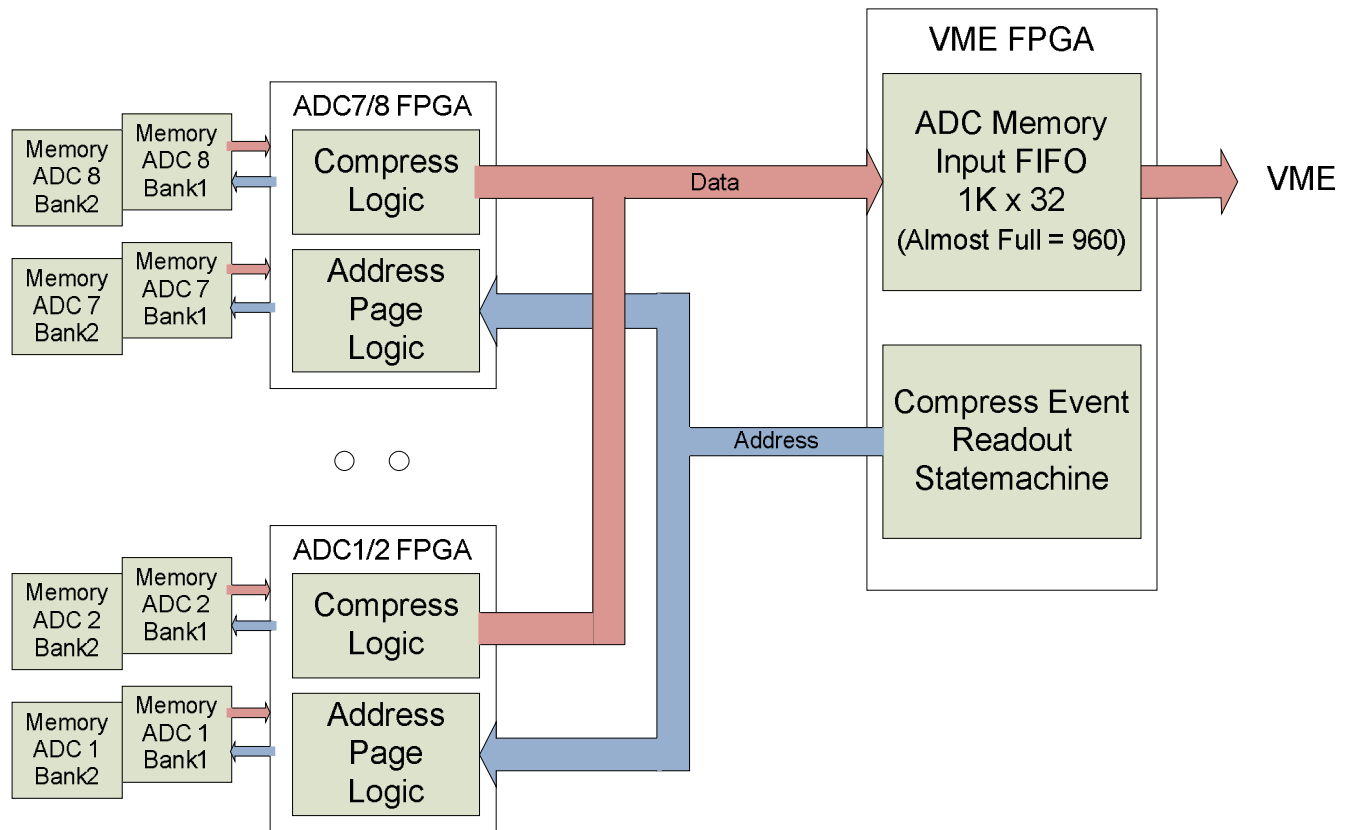 VME FPGA
ADC Memory
Input FIFO
1K x 32
(Almost Full = 960)
VME
Compress Event
Readout
Statemachine
ADC7/8 FPGA
Compress
Logic
Address
Page
Logic
Data
Address
Memory
ADC 8
Bank1
Memory
ADC 8
Bank2
Memory
ADC 7
Bank1
Memory
ADC 7
Bank2
ADC1/2 FPGA
Compress
Logic
Address
Page
Logic
Memory
ADC 2
Bank1
Memory
ADC 2
Bank2
Memory
ADC 1
Bank1
Memory
ADC 1
Bank2